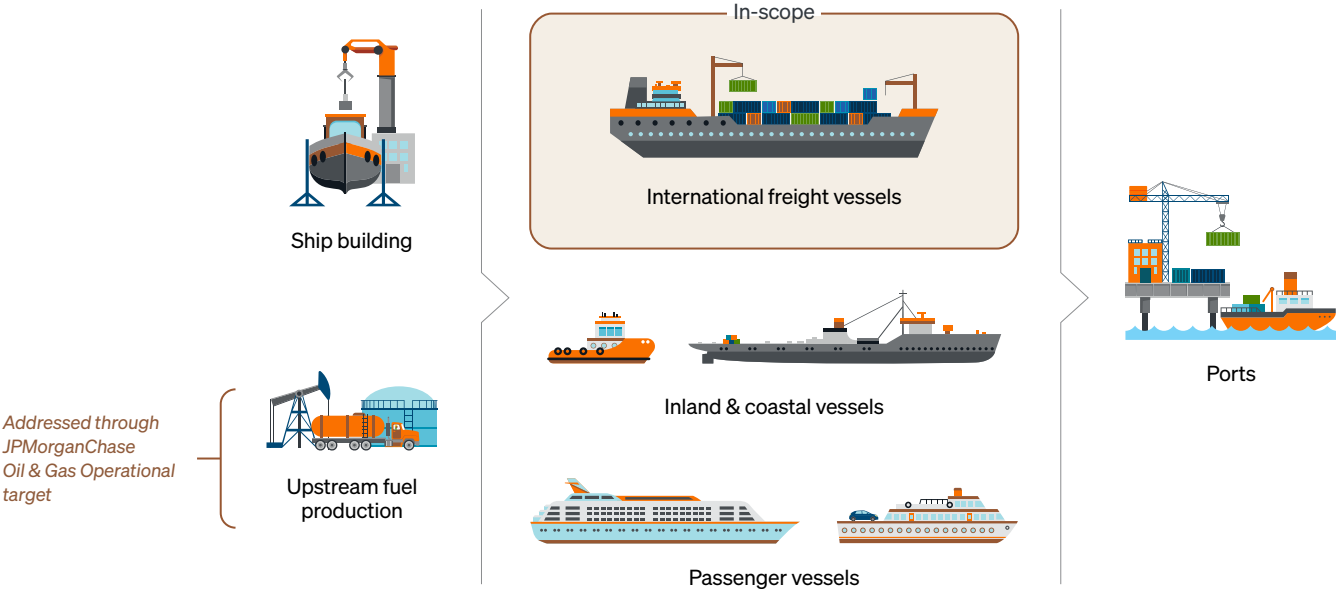 In-scope
International freight vessels
Ship building
Inland & coastal vessels
Ports
Addressed through
JPMorganChase
Oil & Gas Operational
target
Upstream fuel
production
Passenger vessels